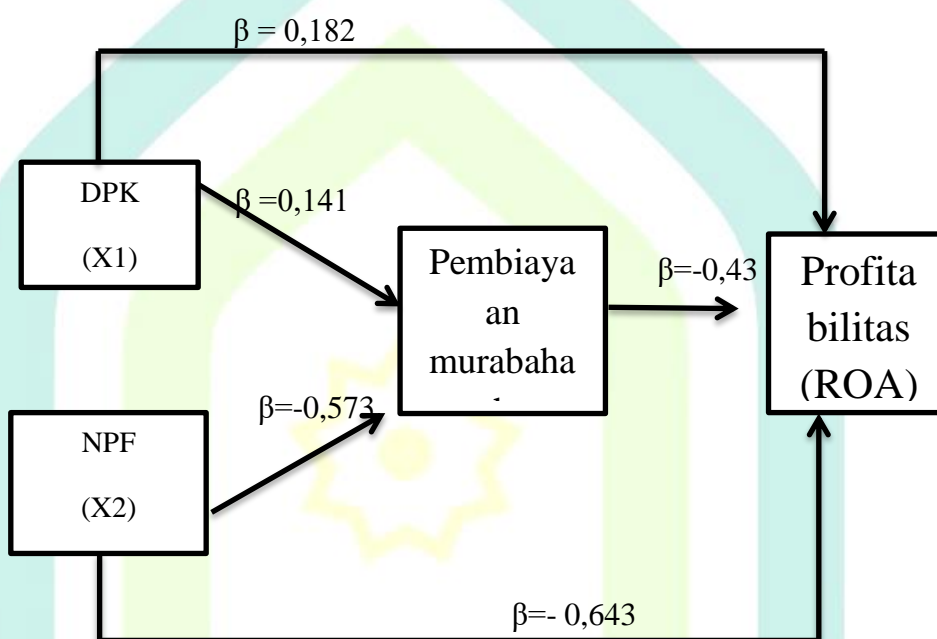 β = 0,182
DPK
(X1)
β =0,141
Pembiaya
an
murabaha
β=-0,43
Profita
bilitas
(ROA)
β=-0,573
NPF
(X2)
β=- 0,643